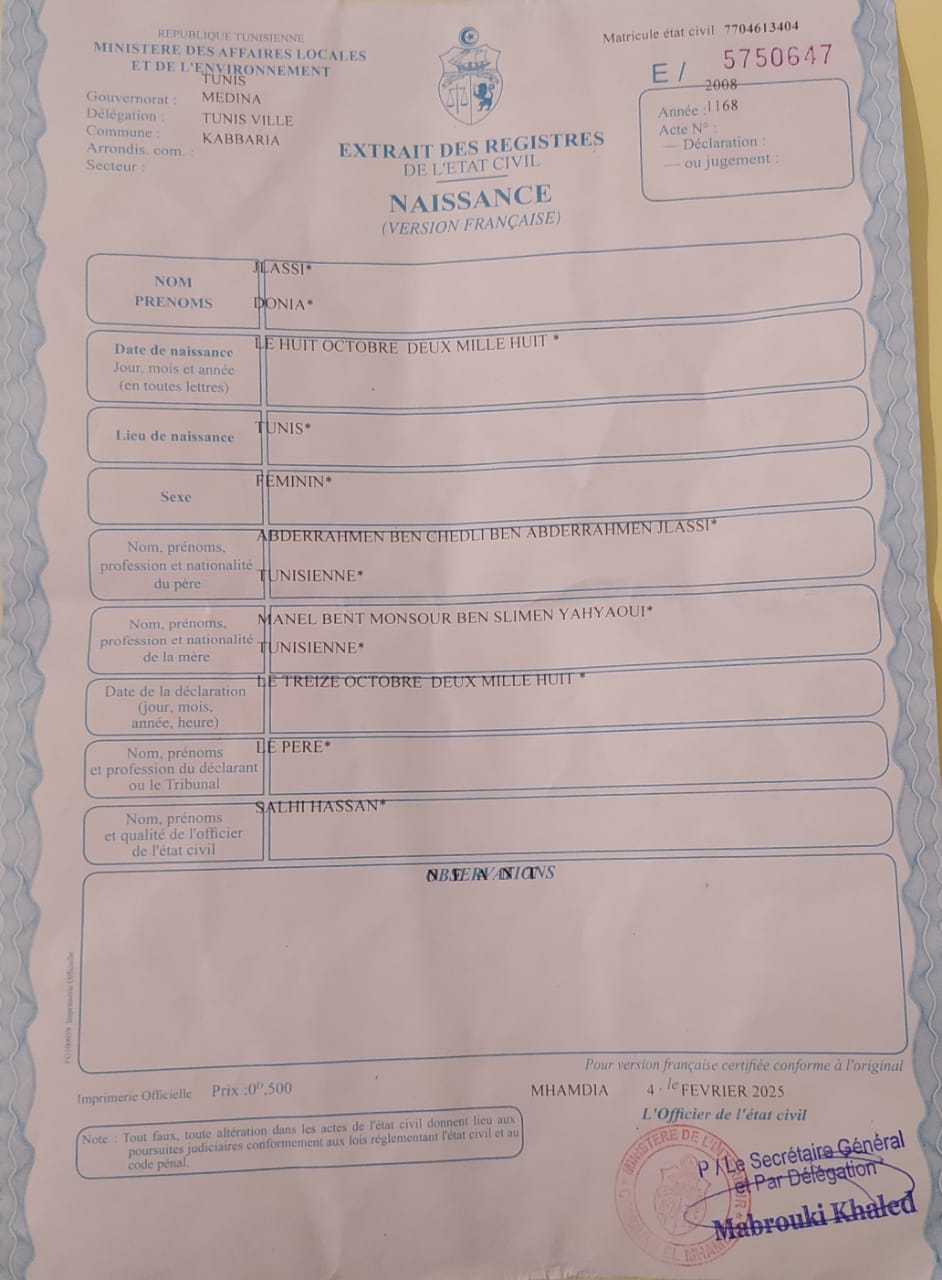 REPUBLIQUE TUNISIENNE
MINISTERE DES AFFAIRES LOCALES
ET DE L'ENVIRONNEMENT
Gouvernorat : TUNIS
Délégation : MEDINA
Commune : TUNIS VILLE
Arrondis. com. : KABBARIA
Secteur :
Matricule état civil 7704613404
E / 5750647
2008
Année :1168
Acte N° :
— Déclaration :
— ou jugement :
EXTRAIT DES REGISTRES
DE L'ETAT CIVIL
NAISSANCE
(VERSION FRANÇAISE)
NOM
PRENOMS
JLASSI*
DONIA*
Date de naissance
Jour, mois et année
(en toutes lettres)
LE HUIT OCTOBRE DEUX MILLE HUIT *
Lieu de naissance
TUNIS*
Sexe
FEMININ*
Nom, prénoms,
profession et nationalité
du père
ABDERRAHMEN BEN CHEDLI BEN ABDERRAHMEN JLASSI*
TUNISIENNE*
Nom, prénoms,
profession et nationalité
de la mère
MANEL BENT MONSOUR BEN SLIMEN YAHYAOUI*
TUNISIENNE*
Date de la déclaration
(jour, mois,
année, heure)
LE TREIZE OCTOBRE DEUX MILLE HUIT *
Nom, prénoms
et profession du déclarant
ou le Tribunal
LE PERE*
Nom, prénoms
et qualité de l'officier
de l'état civil
SALHI HASSAN*
OBSERVATIONS
N E A N T
Imprimerie Officielle
Pour version française certifiée conforme à l'original
Imprimerie Officielle Prix :0ᴰ,500
MHAMDIA 4 . le FEVRIER 2025
L'Officier de l'état civil
Note : Tout faux, toute altération dans les actes de l'état civil donnent lieu aux
poursuites judiciaires conformement aux lois réglementant l'état civil et au
code pénal.
MINISTERE DE L'INTERIEUR
P / Le Secrétaire Général
et Par Délégation
Mabrouki Khaled